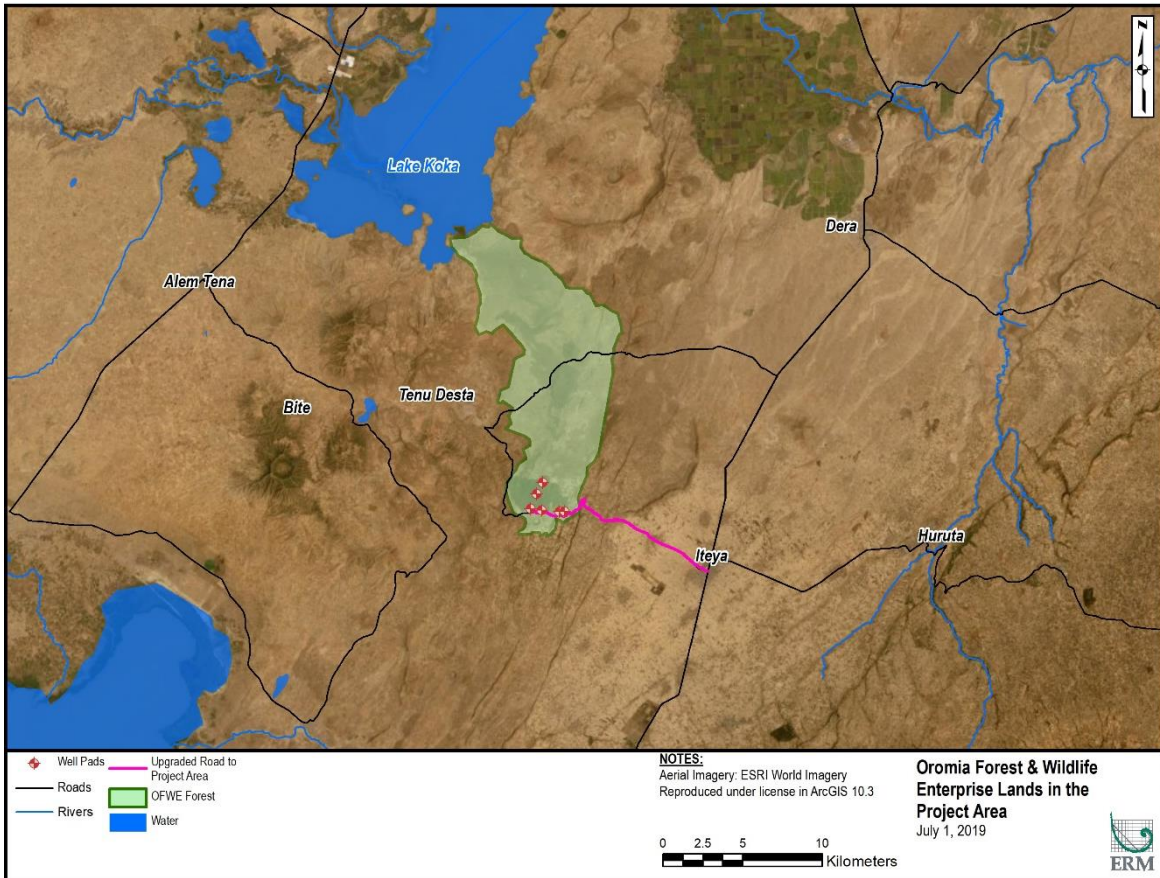 N
Lake Koka
Dera
Alem Tena
Bite
Tenu Desta
Iteya
Huruta
Well Pads
Roads
Rivers
Upgraded Road to
Project Area
OFWE Forest
Water
NOTES:
Aerial Imagery: ESRI World Imagery
Reproduced under license in ArcGIS 10.3
0 2.5 5 10
Kilometers
Oromia Forest & Wildlife
Enterprise Lands in the
Project Area
July 1, 2019
ERM